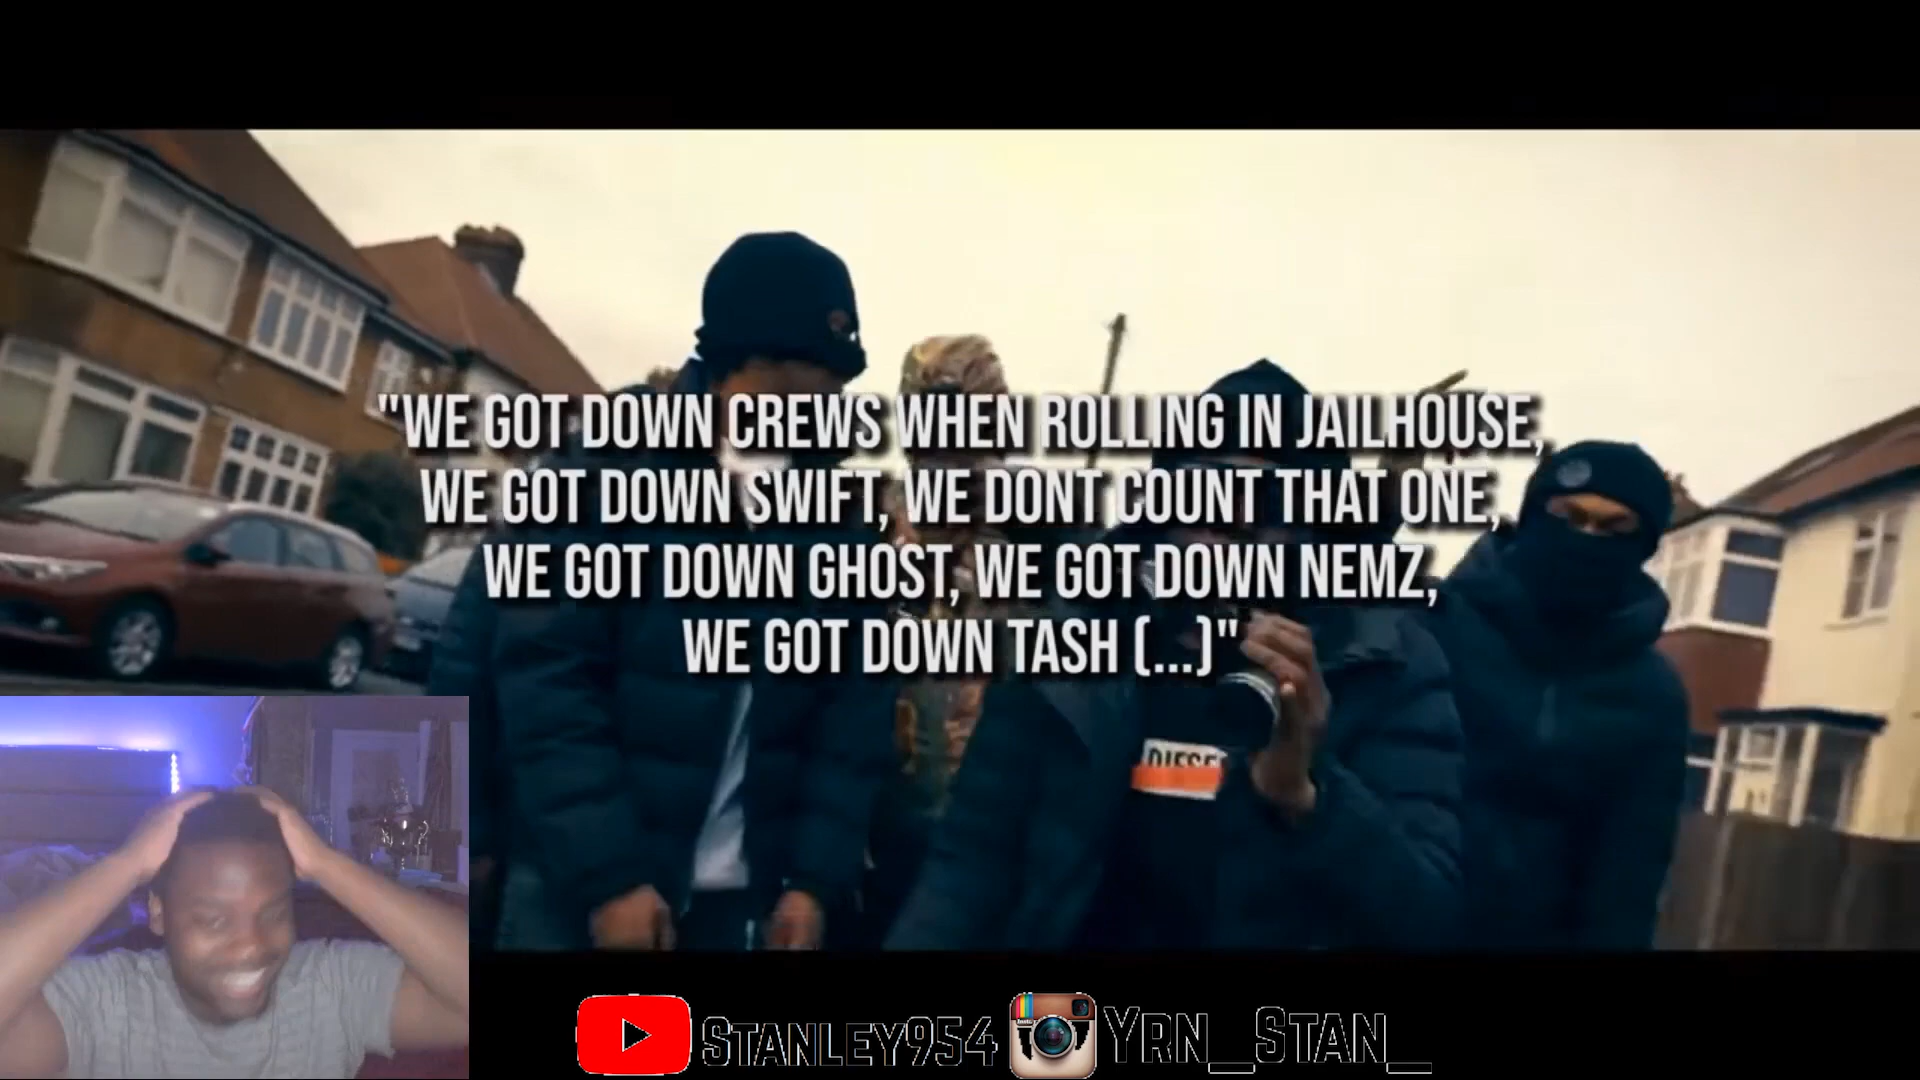 "WE GOT DOWN CREWS WHEN ROLLING IN JAILHOUSE,
WE GOT DOWN SWIFT, WE DONT COUNT THAT ONE,
WE GOT DOWN GHOST, WE GOT DOWN NEMZ,
WE GOT DOWN TASH (...)"
DIESEL
STANLEY954 YRN_STAN_